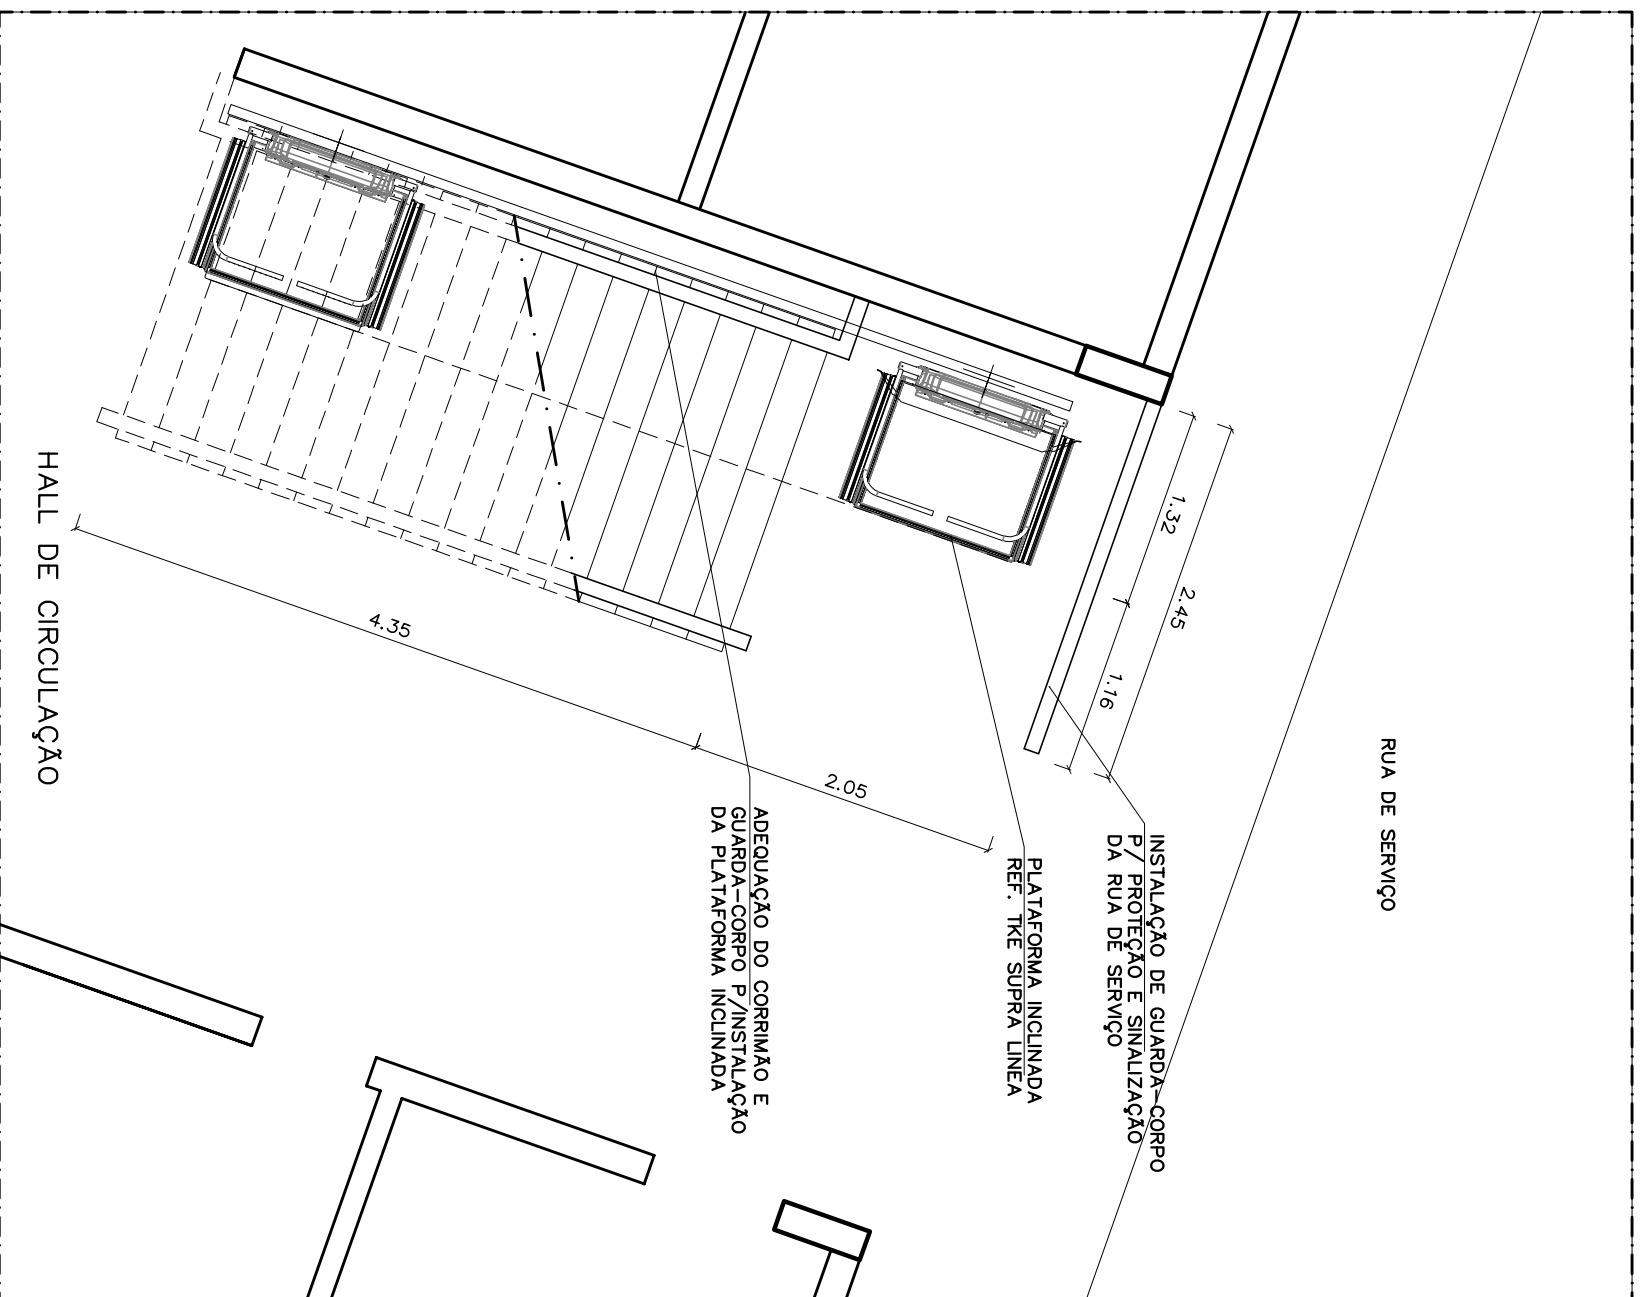 RUA DE SERVIÇO
INSTALAÇÃO DE GUARDA-CORPO
P/ PROTEÇÃO E SINALIZAÇÃO
DA RUA DE SERVIÇO
PLATAFORMA INCLINADA
REF. TKE SUPRA LINEA
ADEQUAÇÃO DO CORRIMÃO E
GUARDA-CORPO P/INSTALAÇÃO
DA PLATAFORMA INCLINADA
1.32
2.45
1.16
2.05
4.35
HALL DE CIRCULAÇÃO